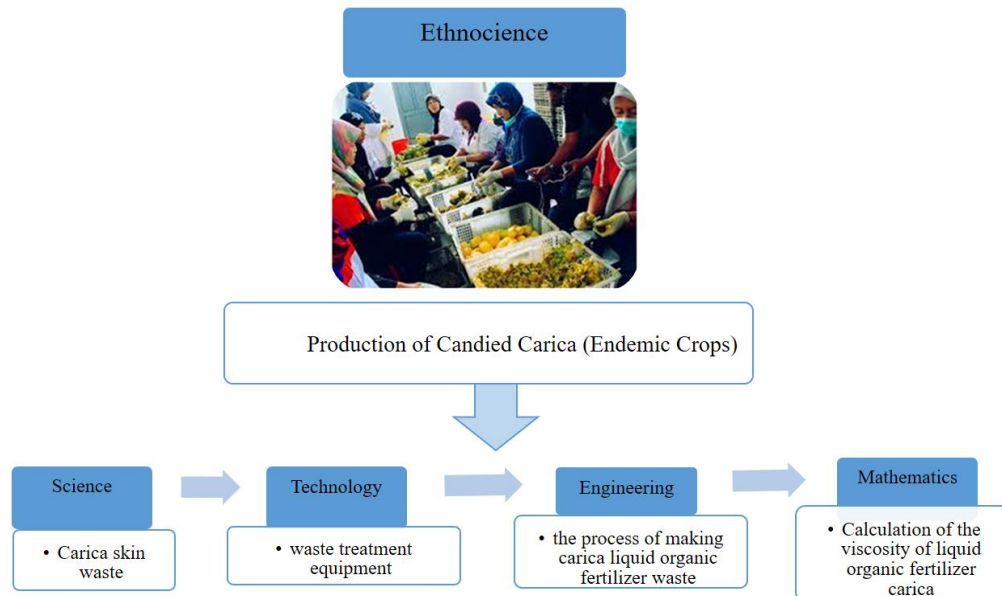 Ethnocience
Production of Candied Carica (Endemic Crops)
Science
• Carica skin
waste
Technology
• waste treatment
equipment
Engineering
• the process of making
carica liquid organic
fertilizer waste
Mathematics
• Calculation of the
viscosity of liquid
organic fertilizer
carica